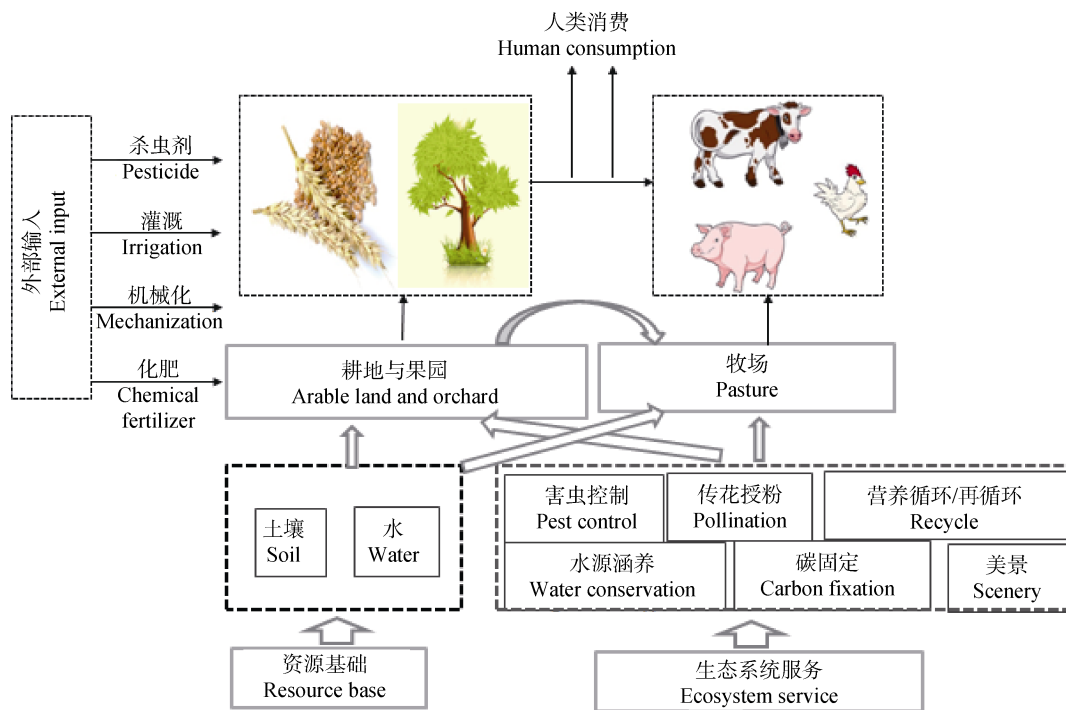 人类消费
Human consumption
外部输入
External input
杀虫剂
Pesticide
灌溉
Irrigation
机械化
Mechanization
化肥
Chemical
fertilizer
耕地与果园
Arable land and orchard
牧场
Pasture
土壤
Soil
水
Water
害虫控制
Pest control
传花授粉
Pollination
营养循环/再循环
Recycle
水源涵养
Water conservation
碳固定
Carbon fixation
美景
Scenery
资源基础
Resource base
生态系统服务
Ecosystem service